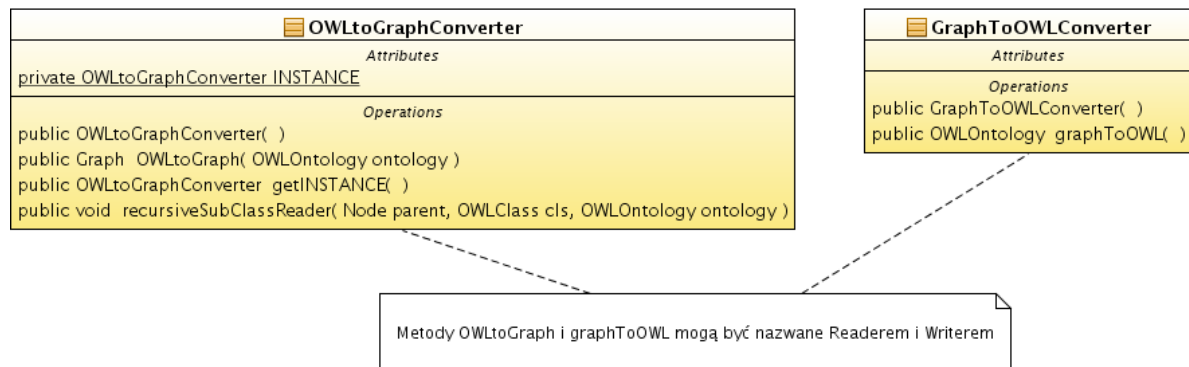 OWLtoGraphConverter
Attributes
private OWLtoGraphConverter INSTANCE
Operations
public OWLtoGraphConverter( )
public Graph OWLtoGraph( OWLOntology ontology )
public OWLtoGraphConverter getINSTANCE( )
public void recursiveSubClassReader( Node parent, OWLClass cls, OWLOntology ontology )
GraphToOWLConverter
Attributes
Operations
public GraphToOWLConverter( )
public OWLOntology graphToOWL( )
Metody OWLtoGraph i graphToOWL mogą być nazwane Readerem i Writerem